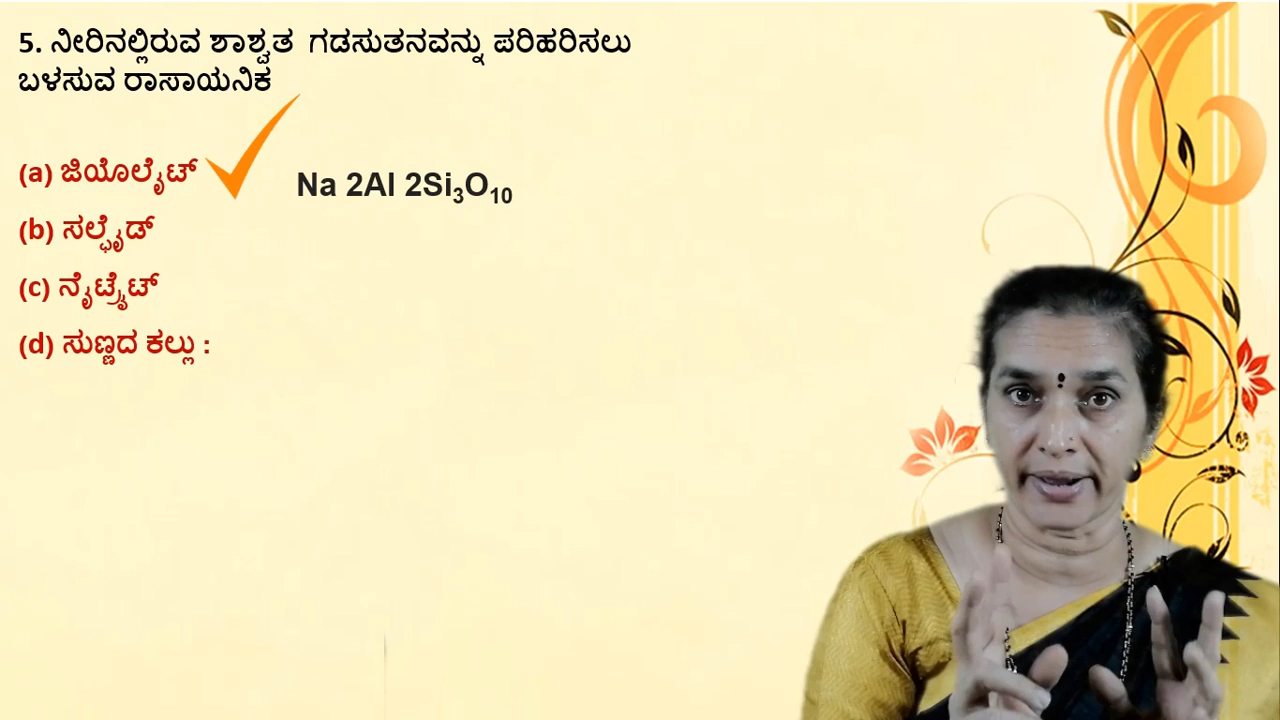 5. ನೀರಿನಲ್ಲಿರುವ ಶಾಶ್ವತ ಗಡಸುತನವನ್ನು ಪರಿಹರಿಸಲು
ಬಳಸುವ ರಾಸಾಯನಿಕ
(a) ಜಿಯೊಲೈಟ್
Na 2Al 2Si₃O₁₀
(b) ಸಲ್ಫೈಡ್
(c) ನೈಟ್ರೈಟ್
(d) ಸುಣ್ಣದ ಕಲ್ಲು :